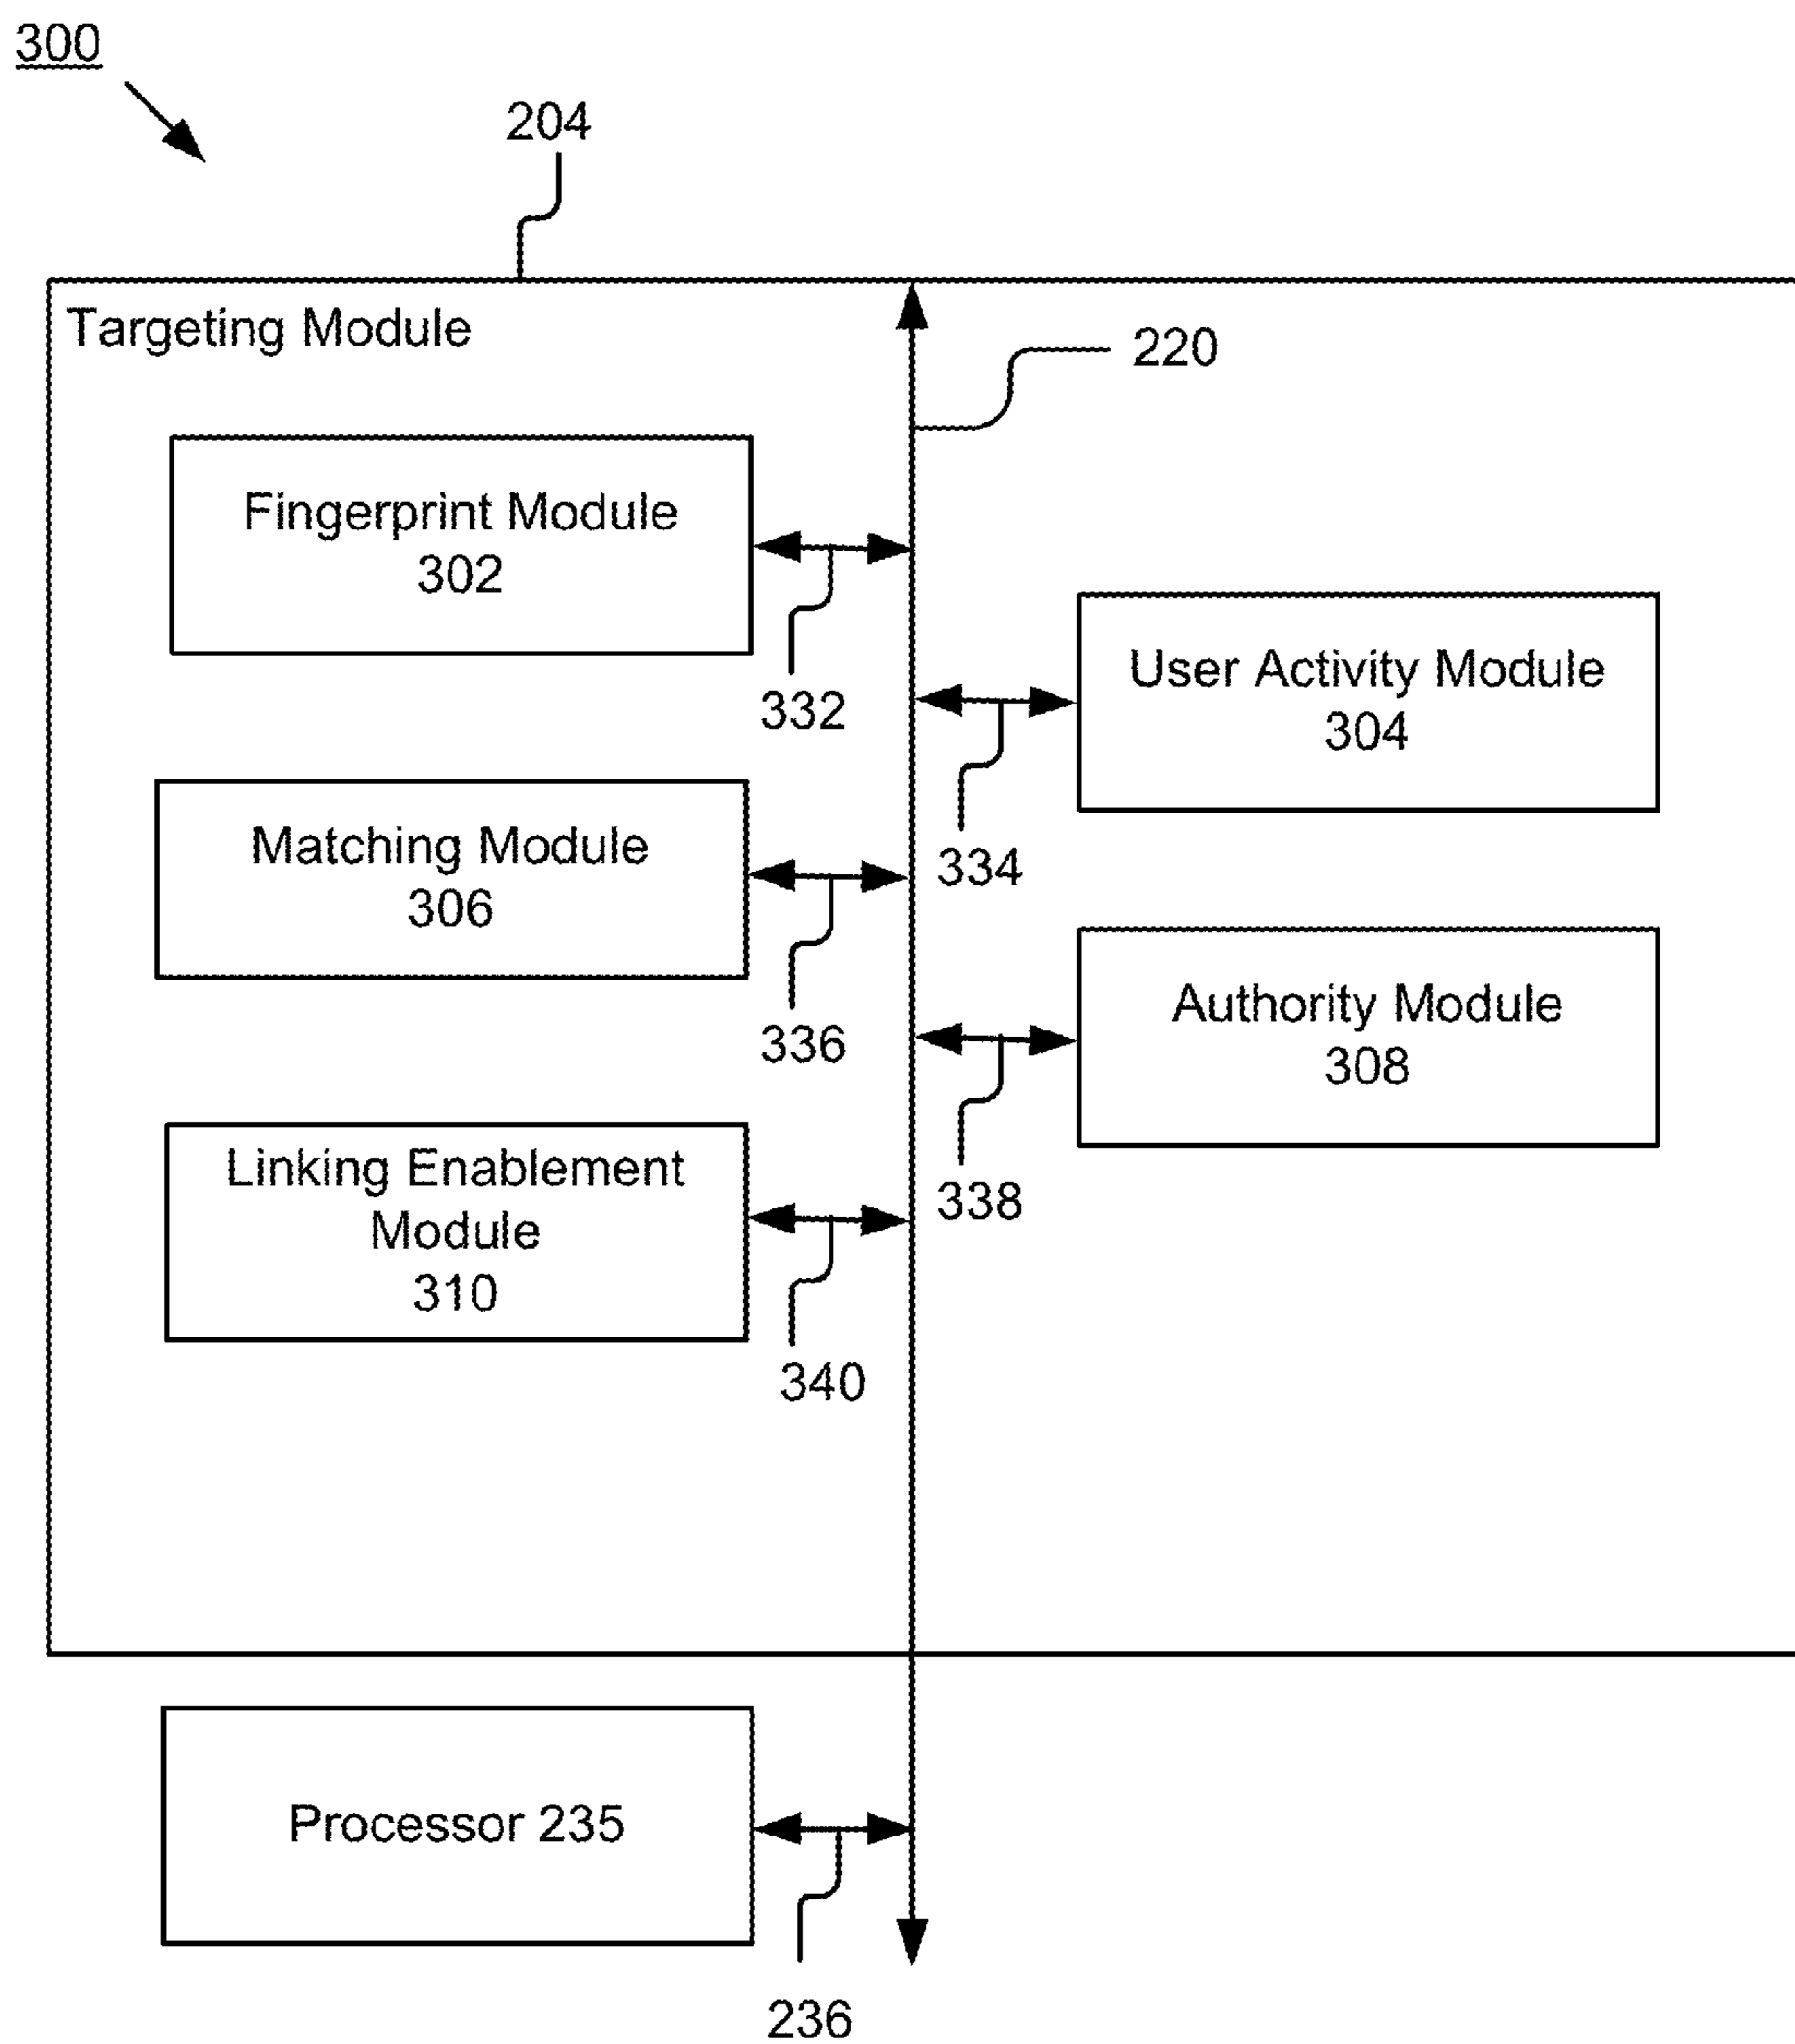 300
204
Targeting Module
220
Fingerprint Module
302
332
User Activity Module
304
334
Matching Module
306
336
Authority Module
308
338
Linking Enablement
Module
310
340
Processor 235
236